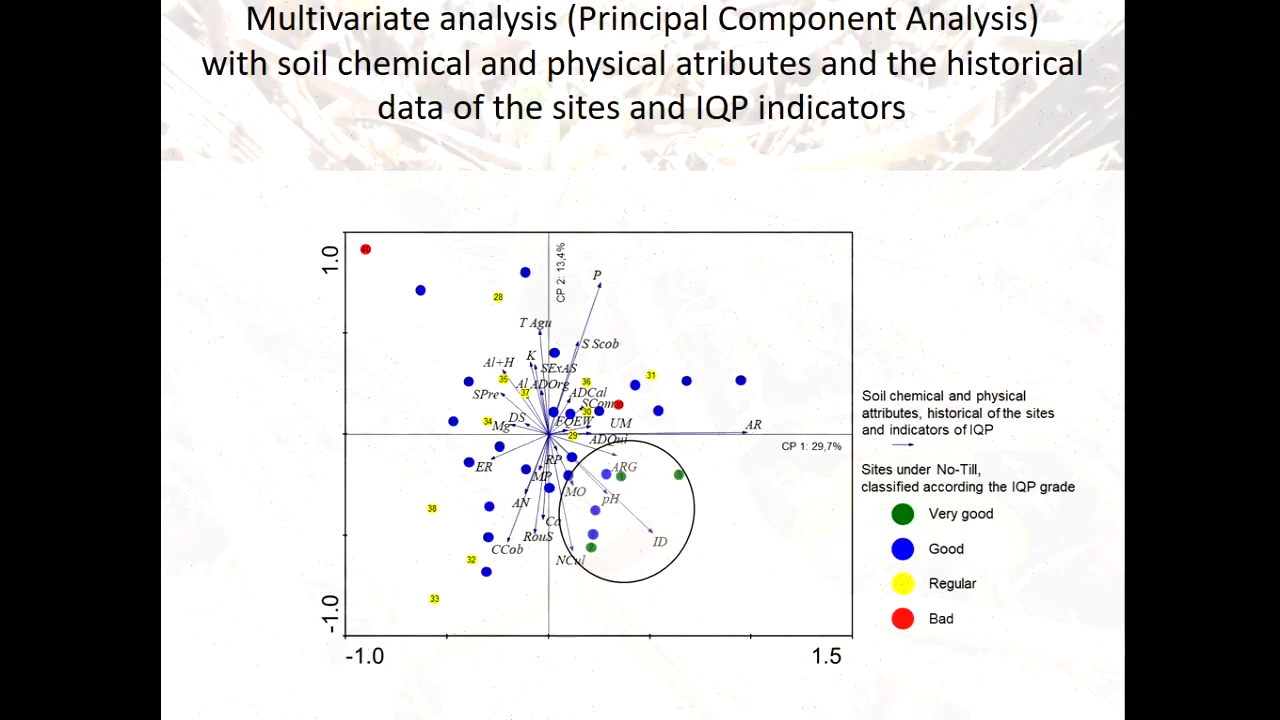 Multivariate analysis (Principal Component Analysis)
with soil chemical and physical atributes and the historical
data of the sites and IQP indicators
1.0
CP 2: 13,4%
P
28
T Agu
S Scob
K
Al+H
SExAS
35
Al
ADOrg
36
31
37
ADCal
SPre
30
34
Mg
DS
UM
AR
29
ADQui
CP 1: 29,7%
ER
RP
MP
ARG
MO
pH
AN
38
Ca
RouS
ID
CCob
NCul
32
33
-1.0
-1.0
1.5
Soil chemical and physical
attributes, historical of the sites
and indicators of IQP
Sites under No-Till,
classified according the IQP grade
Very good
Good
Regular
Bad